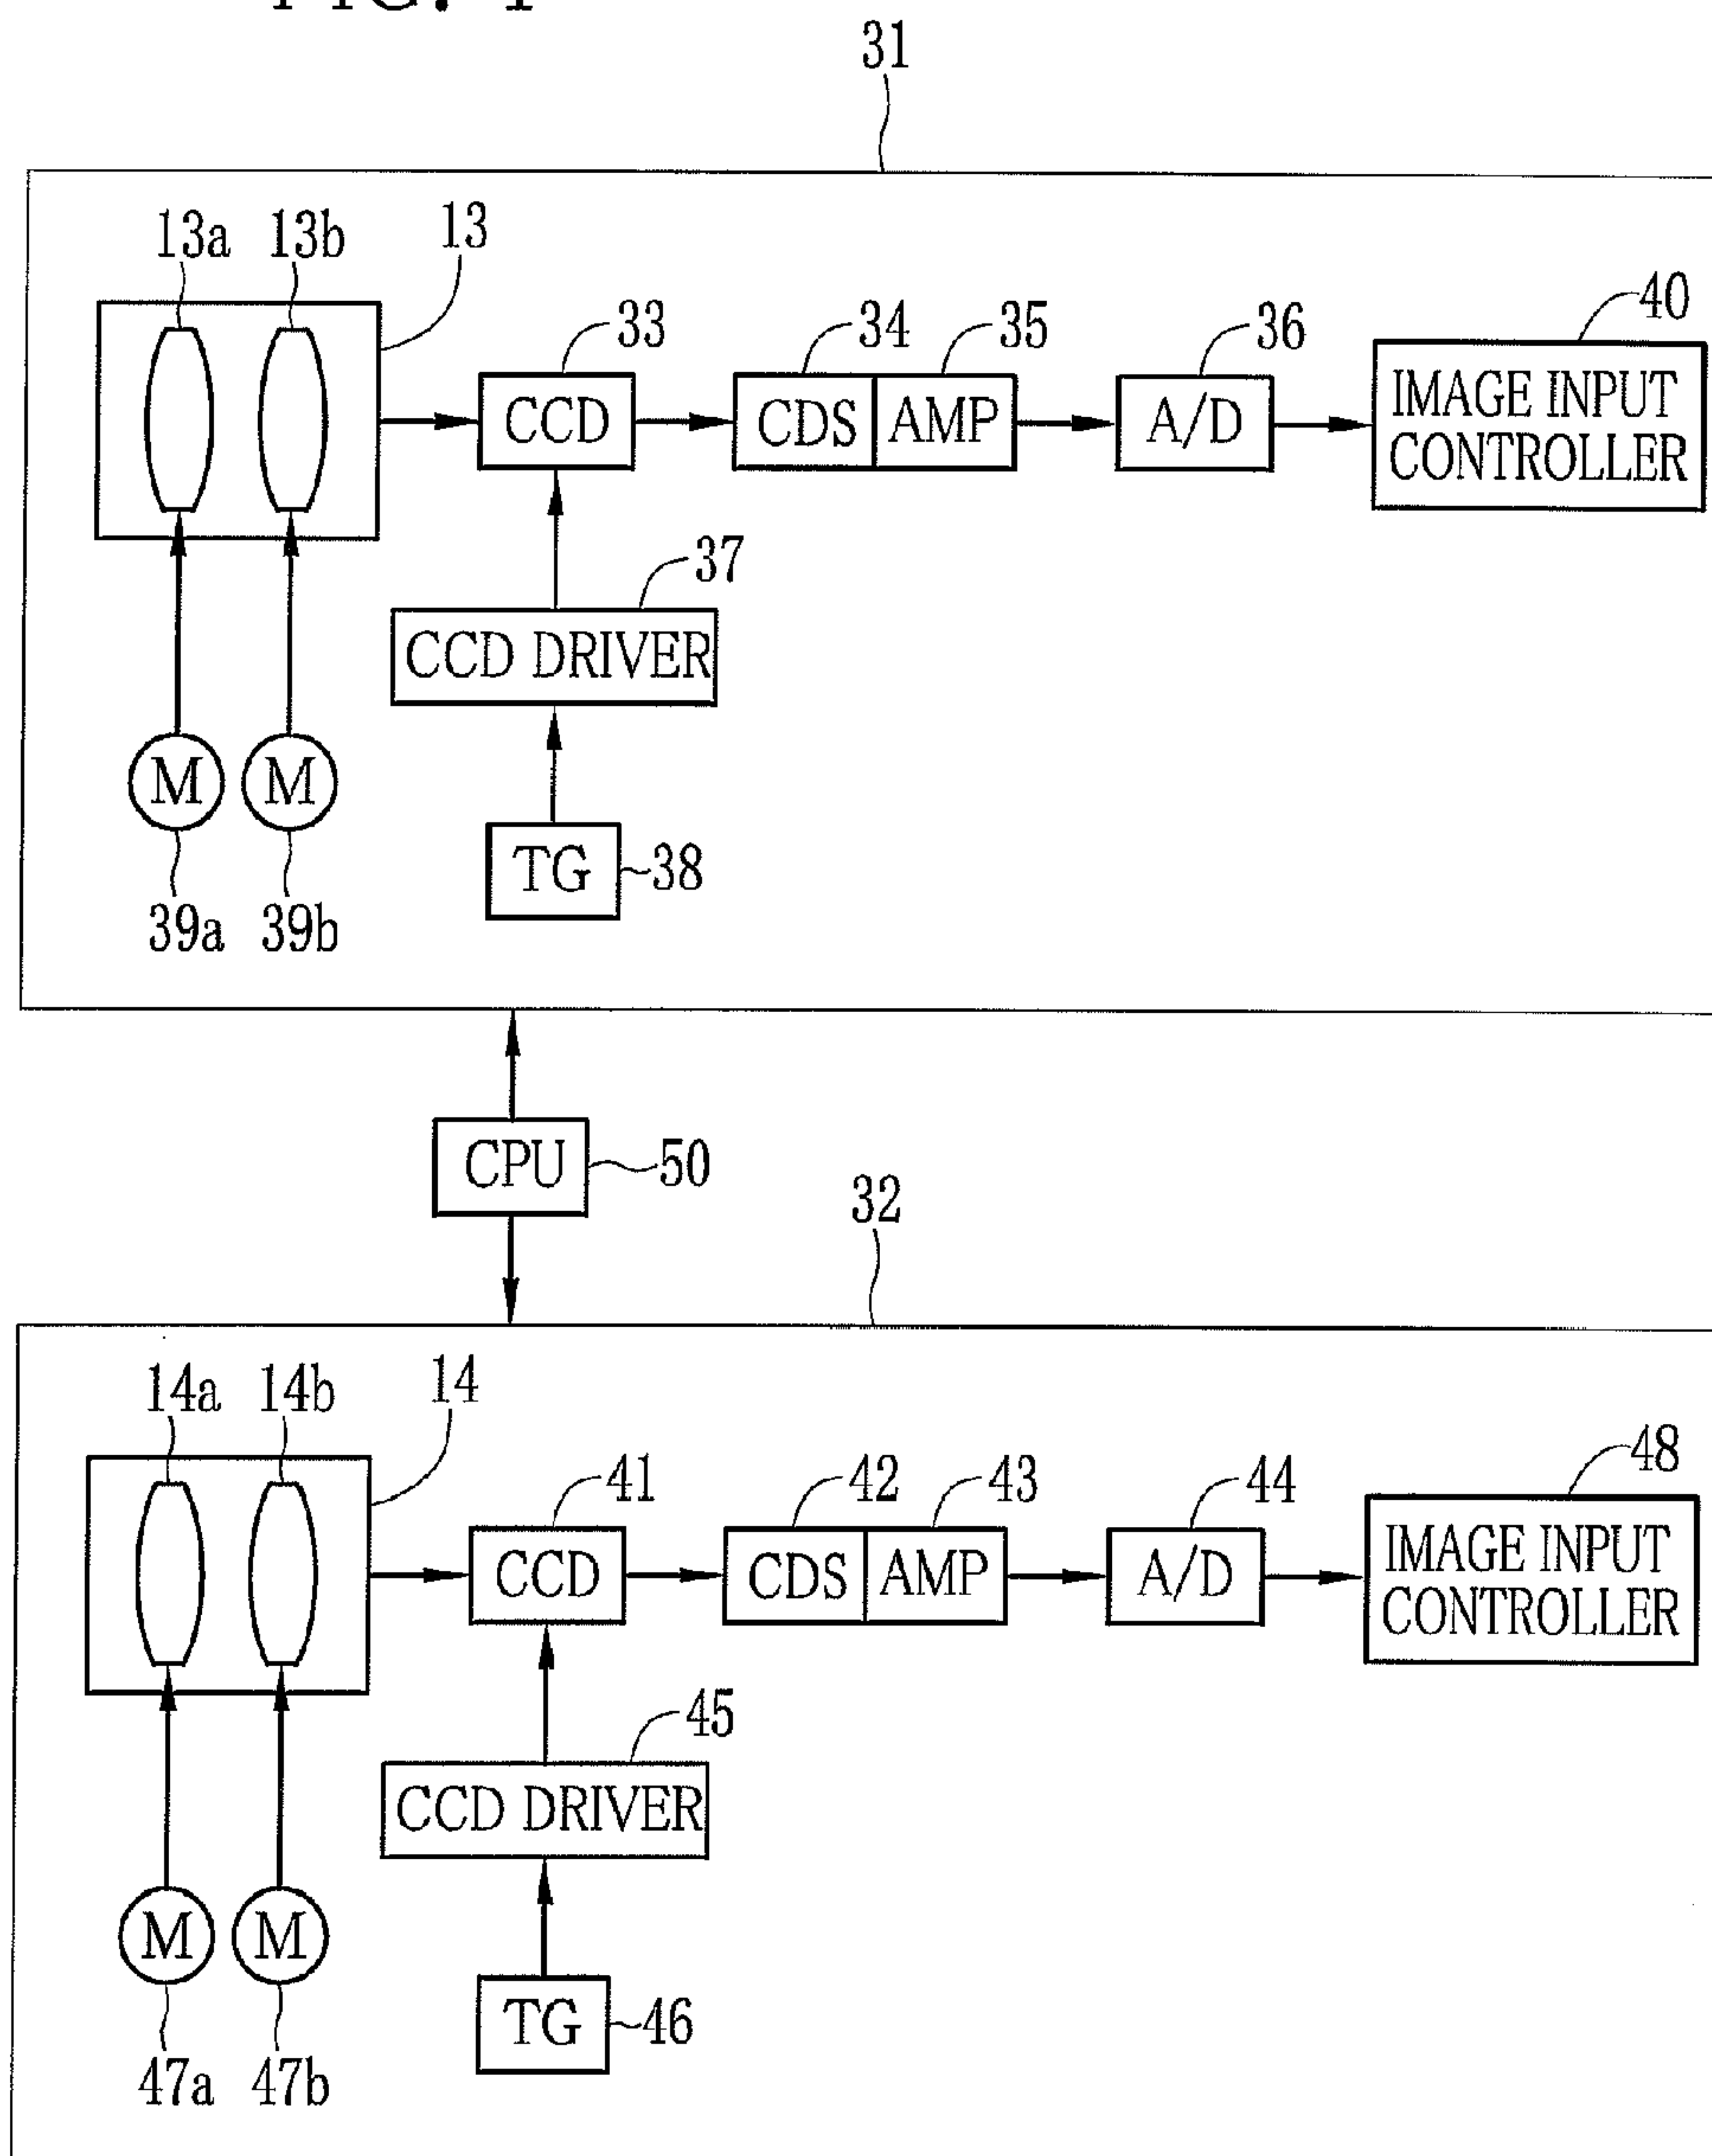 31
13a 13b 13
33 34 35 36 40
CCD CDS AMP A/D IMAGE INPUT
CONTROLLER
37
CCD DRIVER
M M
TG 38
39a 39b
CPU 50
32
14a 14b 14
41 42 43 44 48
CCD CDS AMP A/D IMAGE INPUT
CONTROLLER
45
CCD DRIVER
M M
TG 46
47a 47b